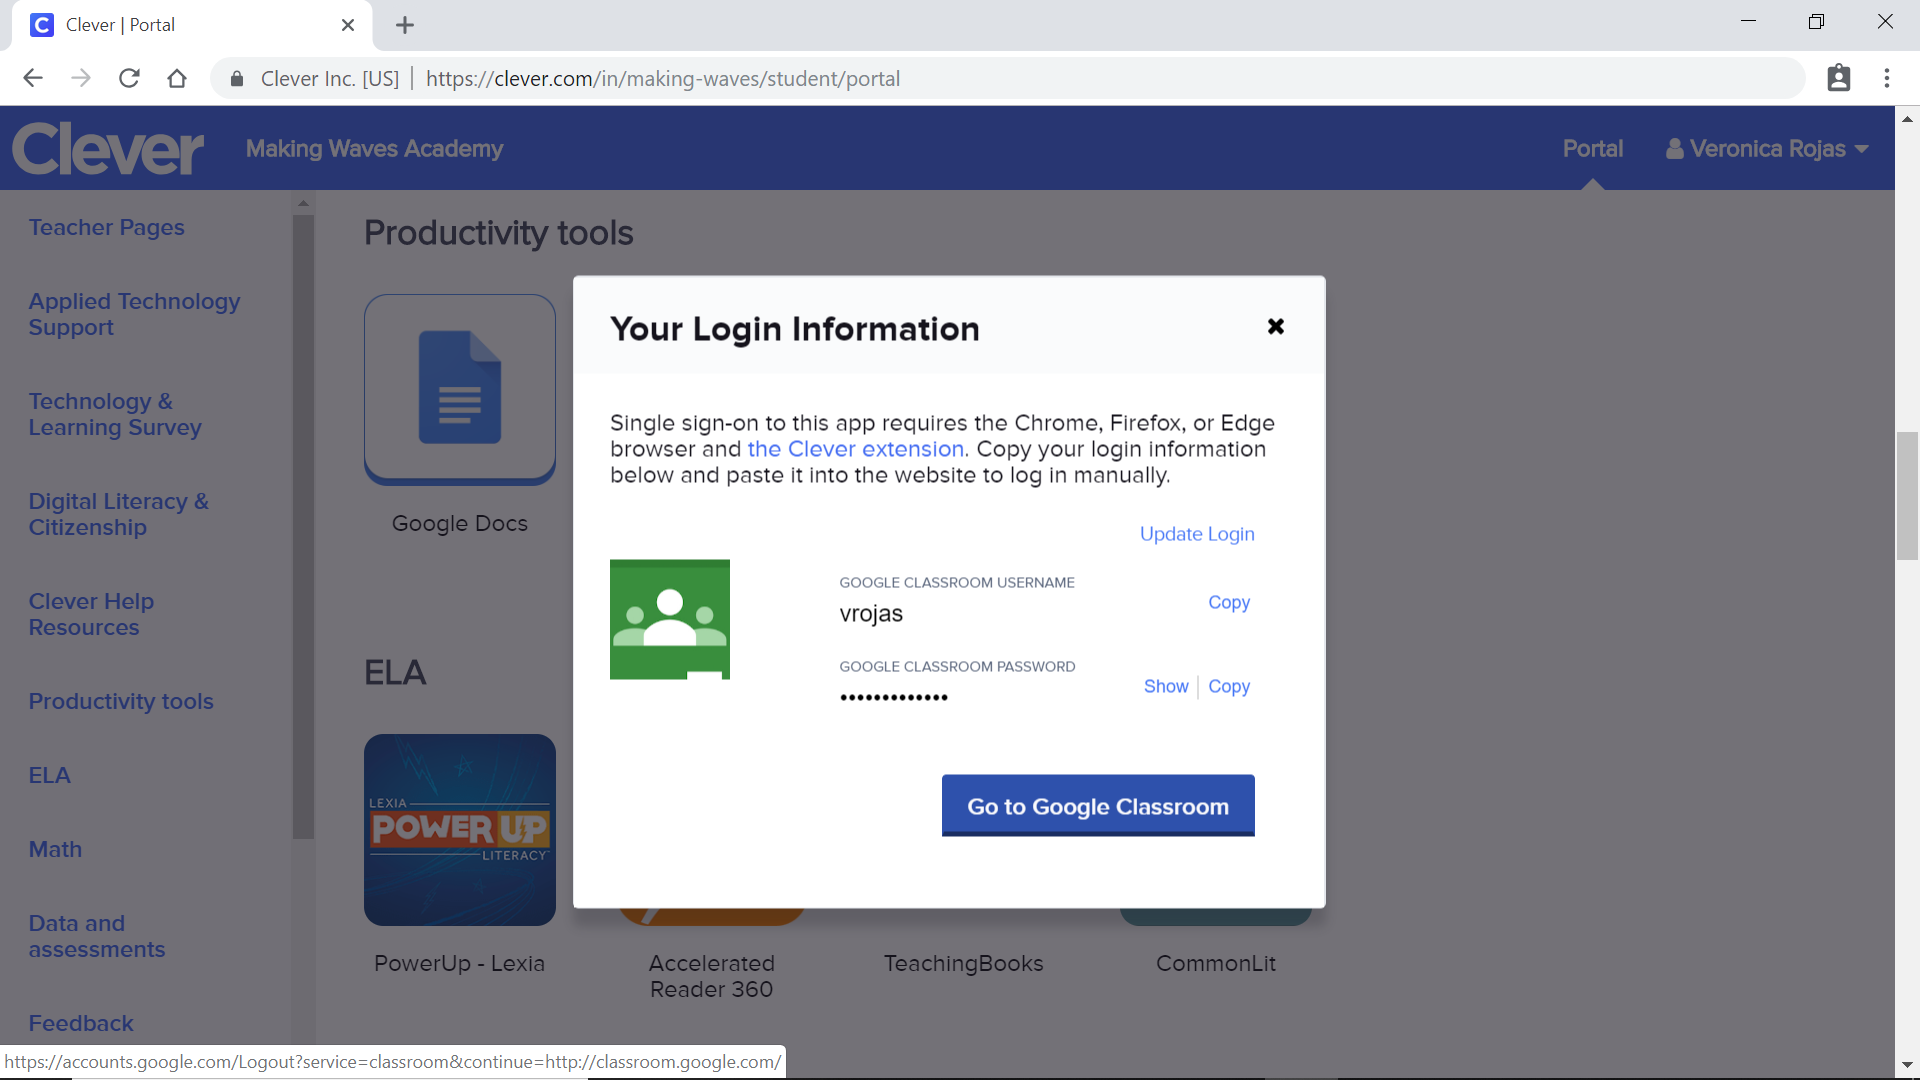 Clever | Portal
Clever Inc. [US] | https://clever.com/in/making-waves/student/portal
Clever
Making Waves Academy
Portal
Veronica Rojas
Teacher Pages
Applied Technology
Support
Technology &
Learning Survey
Digital Literacy &
Citizenship
Clever Help
Resources
Productivity tools
ELA
Math
Data and
assessments
Feedback
Productivity tools
Google Docs
ELA
LEXIA
POWERUP
LITERACY
PowerUp - Lexia
Accelerated
Reader 360
TeachingBooks
CommonLit
Your Login Information
Single sign-on to this app requires the Chrome, Firefox, or Edge
browser and the Clever extension. Copy your login information
below and paste it into the website to log in manually.
Update Login
GOOGLE CLASSROOM USERNAME
vrojas
Copy
GOOGLE CLASSROOM PASSWORD
•••••••••••••
Show | Copy
Go to Google Classroom
https://accounts.google.com/Logout?service=classroom&continue=http://classroom.google.com/